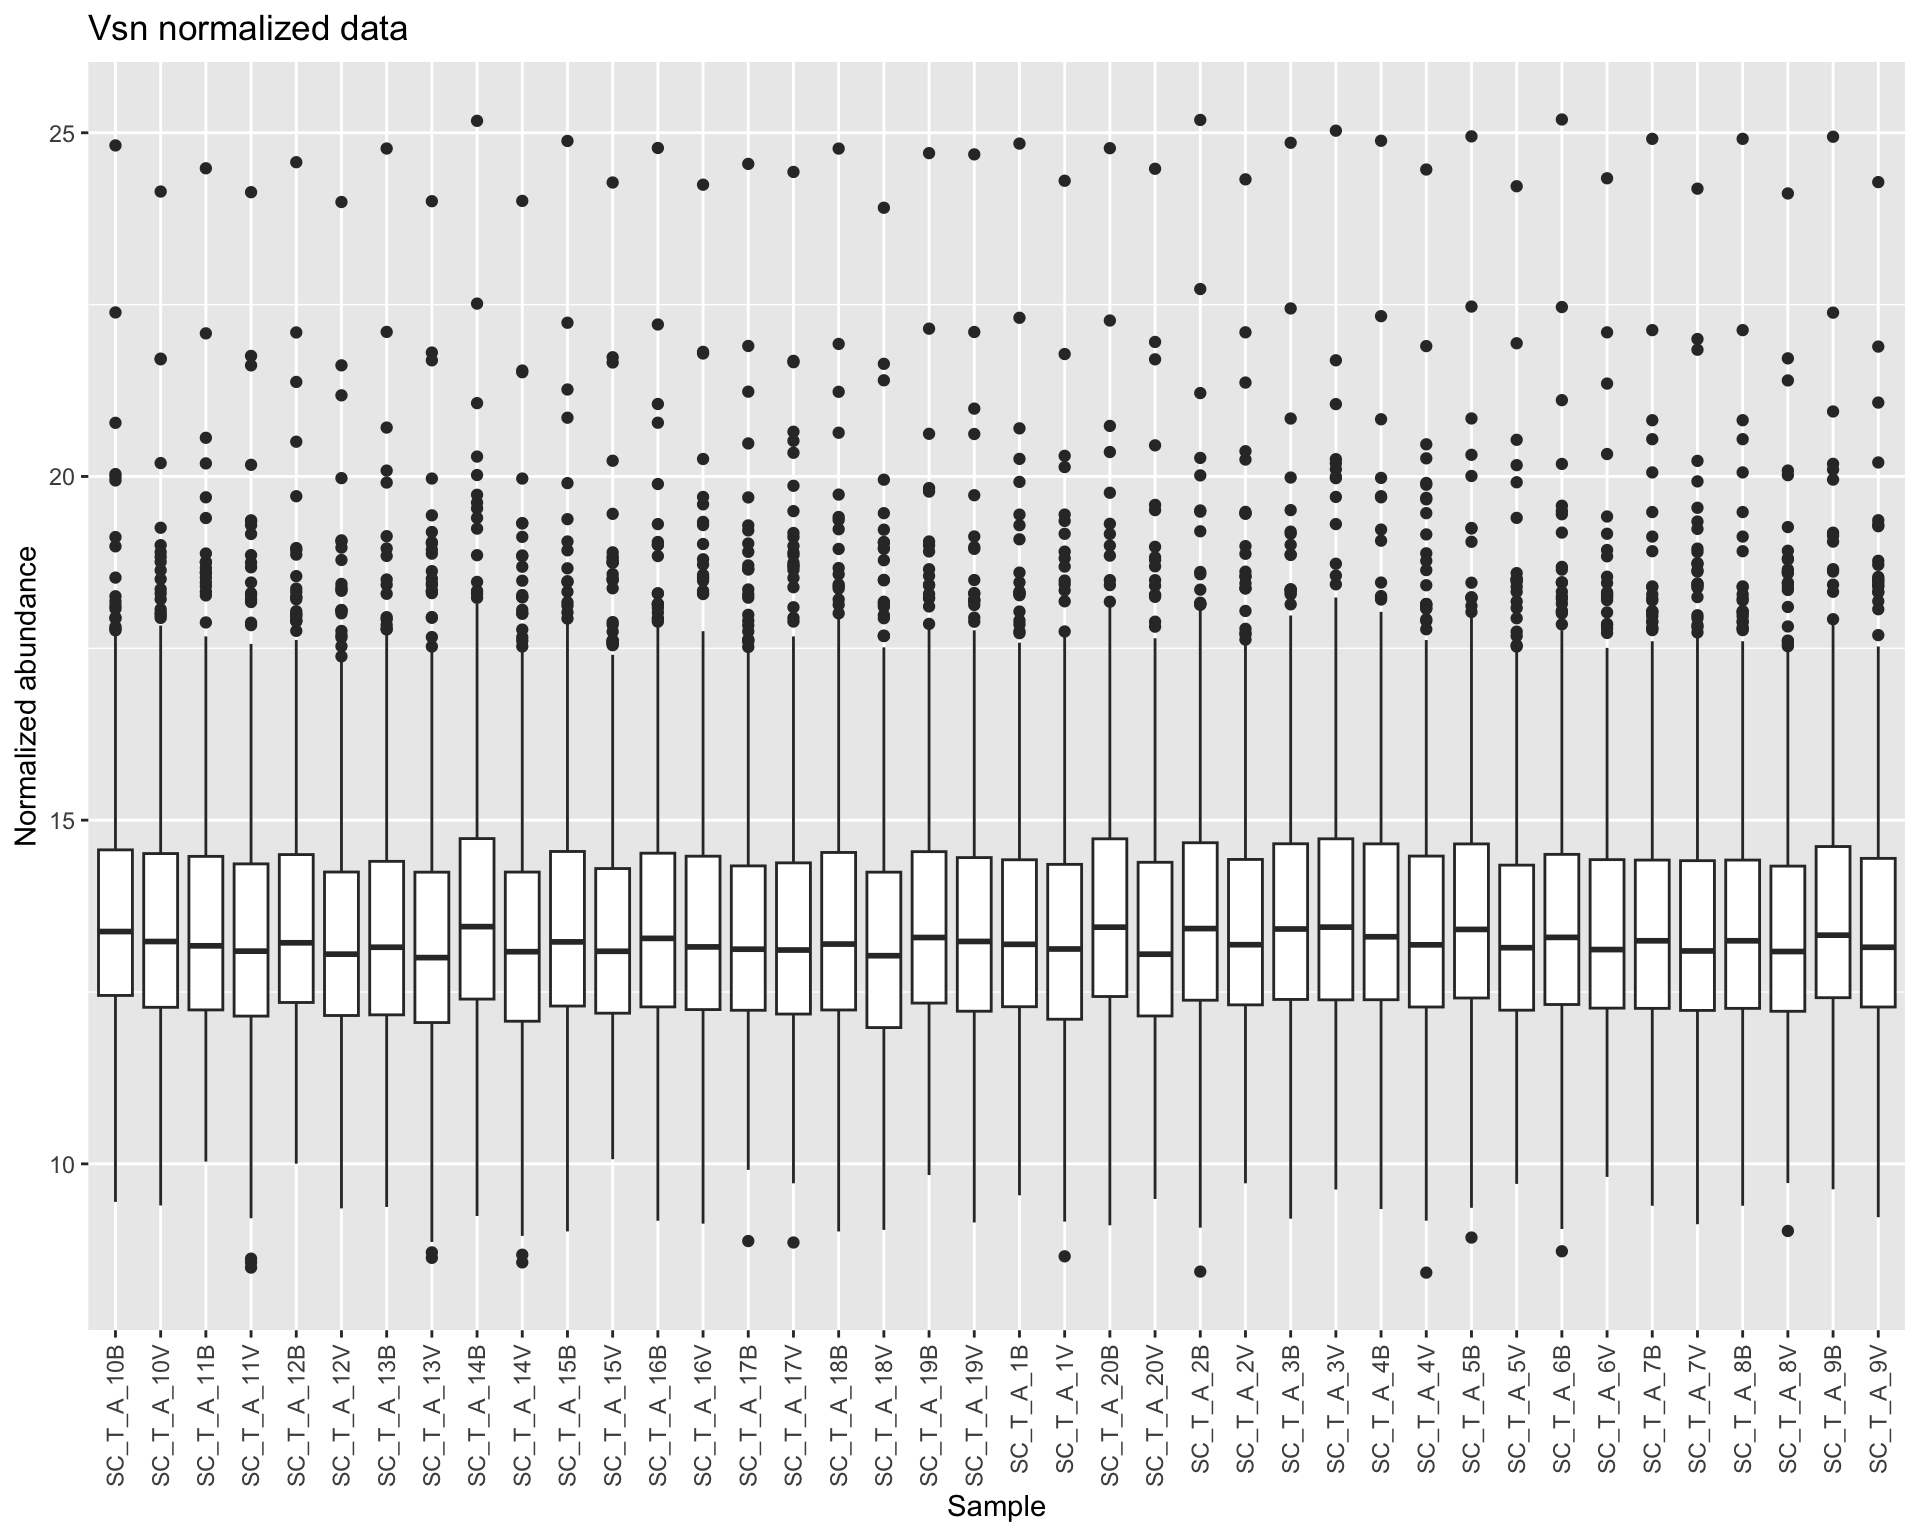 Vsn normalized data
Normalized abundance
25
20
15
10
SC_T_A_10B
SC_T_A_10V
SC_T_A_11B
SC_T_A_11V
SC_T_A_12B
SC_T_A_12V
SC_T_A_13B
SC_T_A_13V
SC_T_A_14B
SC_T_A_14V
SC_T_A_15B
SC_T_A_15V
SC_T_A_16B
SC_T_A_16V
SC_T_A_17B
SC_T_A_17V
SC_T_A_18B
SC_T_A_18V
SC_T_A_19B
SC_T_A_19V
SC_T_A_1B
SC_T_A_1V
SC_T_A_20B
SC_T_A_20V
SC_T_A_2B
SC_T_A_2V
SC_T_A_3B
SC_T_A_3V
SC_T_A_4B
SC_T_A_4V
SC_T_A_5B
SC_T_A_5V
SC_T_A_6B
SC_T_A_6V
SC_T_A_7B
SC_T_A_7V
SC_T_A_8B
SC_T_A_8V
SC_T_A_9B
SC_T_A_9V
Sample